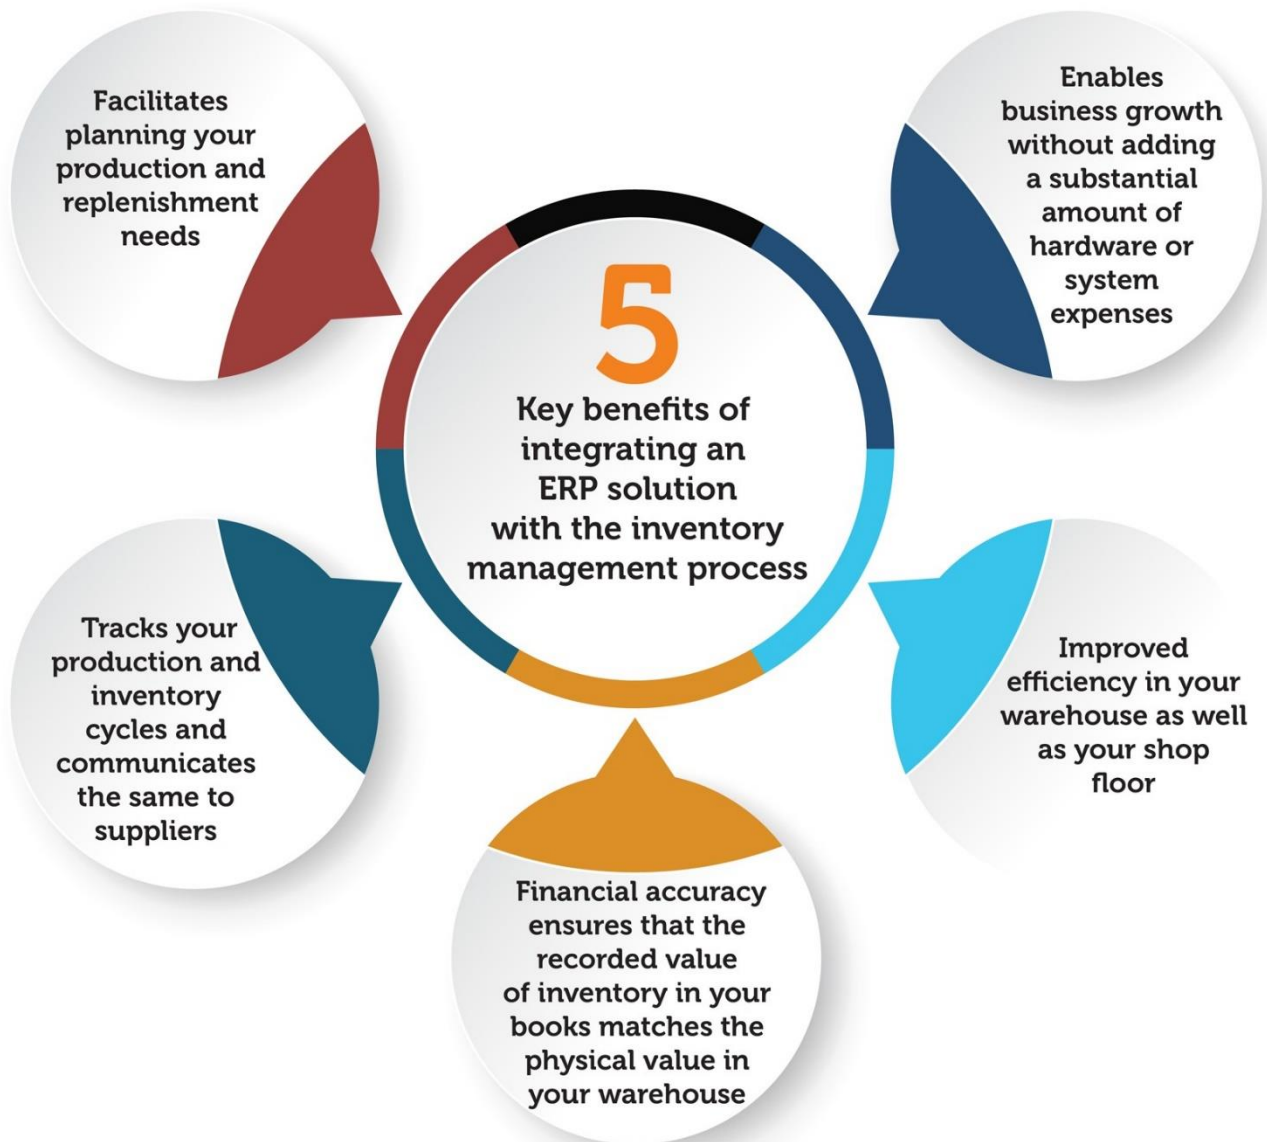 Facilitates
planning your
production and
replenishment
needs
Enables
business growth
without adding
a substantial
amount of
hardware or
system
expenses
5
Key benefits of
integrating an
ERP solution
with the inventory
management process
Tracks your
production and
inventory
cycles and
communicates
the same to
suppliers
Improved
efficiency in your
warehouse as well
as your shop
floor
Financial accuracy
ensures that the
recorded value
of inventory in your
books matches the
physical value in
your warehouse